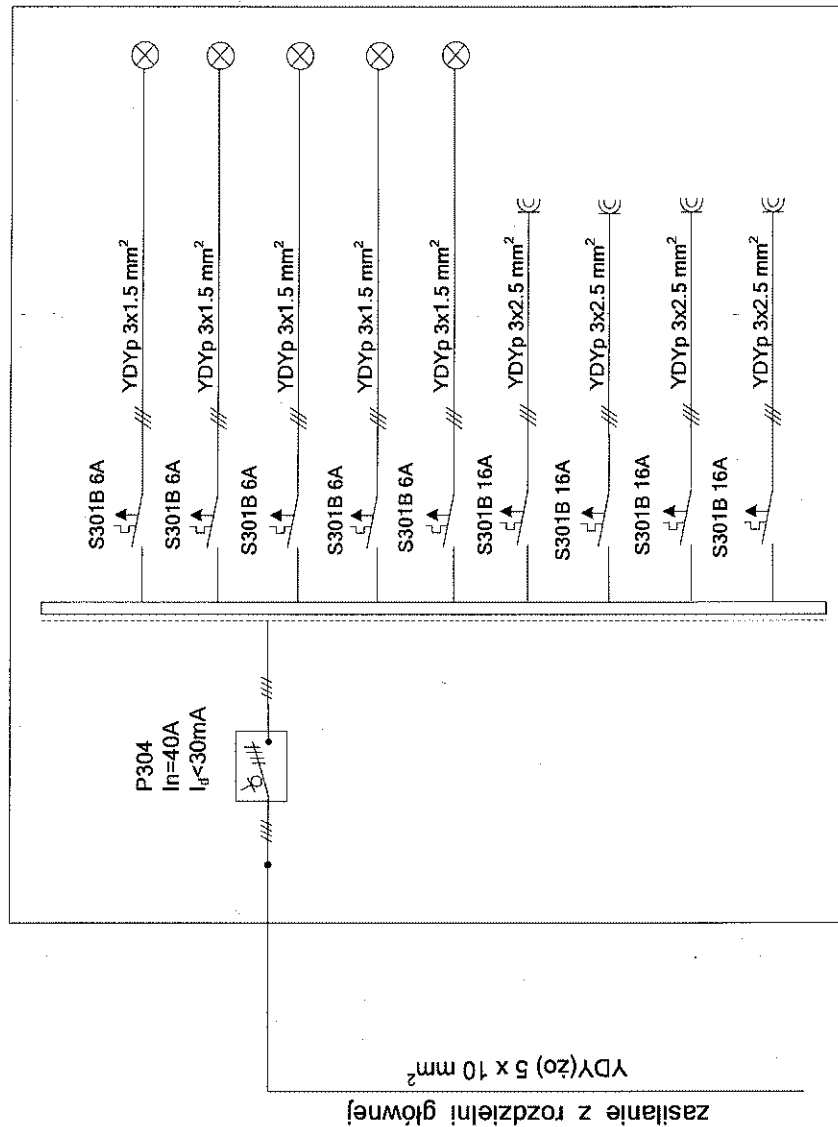 S301B 6A
YDYp 3x1.5 mm²
S301B 6A
YDYp 3x1.5 mm²
S301B 6A
YDYp 3x1.5 mm²
S301B 6A
YDYp 3x1.5 mm²
S301B 6A
YDYp 3x1.5 mm²
S301B 16A
YDYp 3x2.5 mm²
S301B 16A
YDYp 3x2.5 mm²
S301B 16A
YDYp 3x2.5 mm²
S301B 16A
YDYp 3x2.5 mm²
P304
In=40A
I_d<30mA
YDY(żo) 5 x 10 mm²
zasilanie z rozdzielni głównej